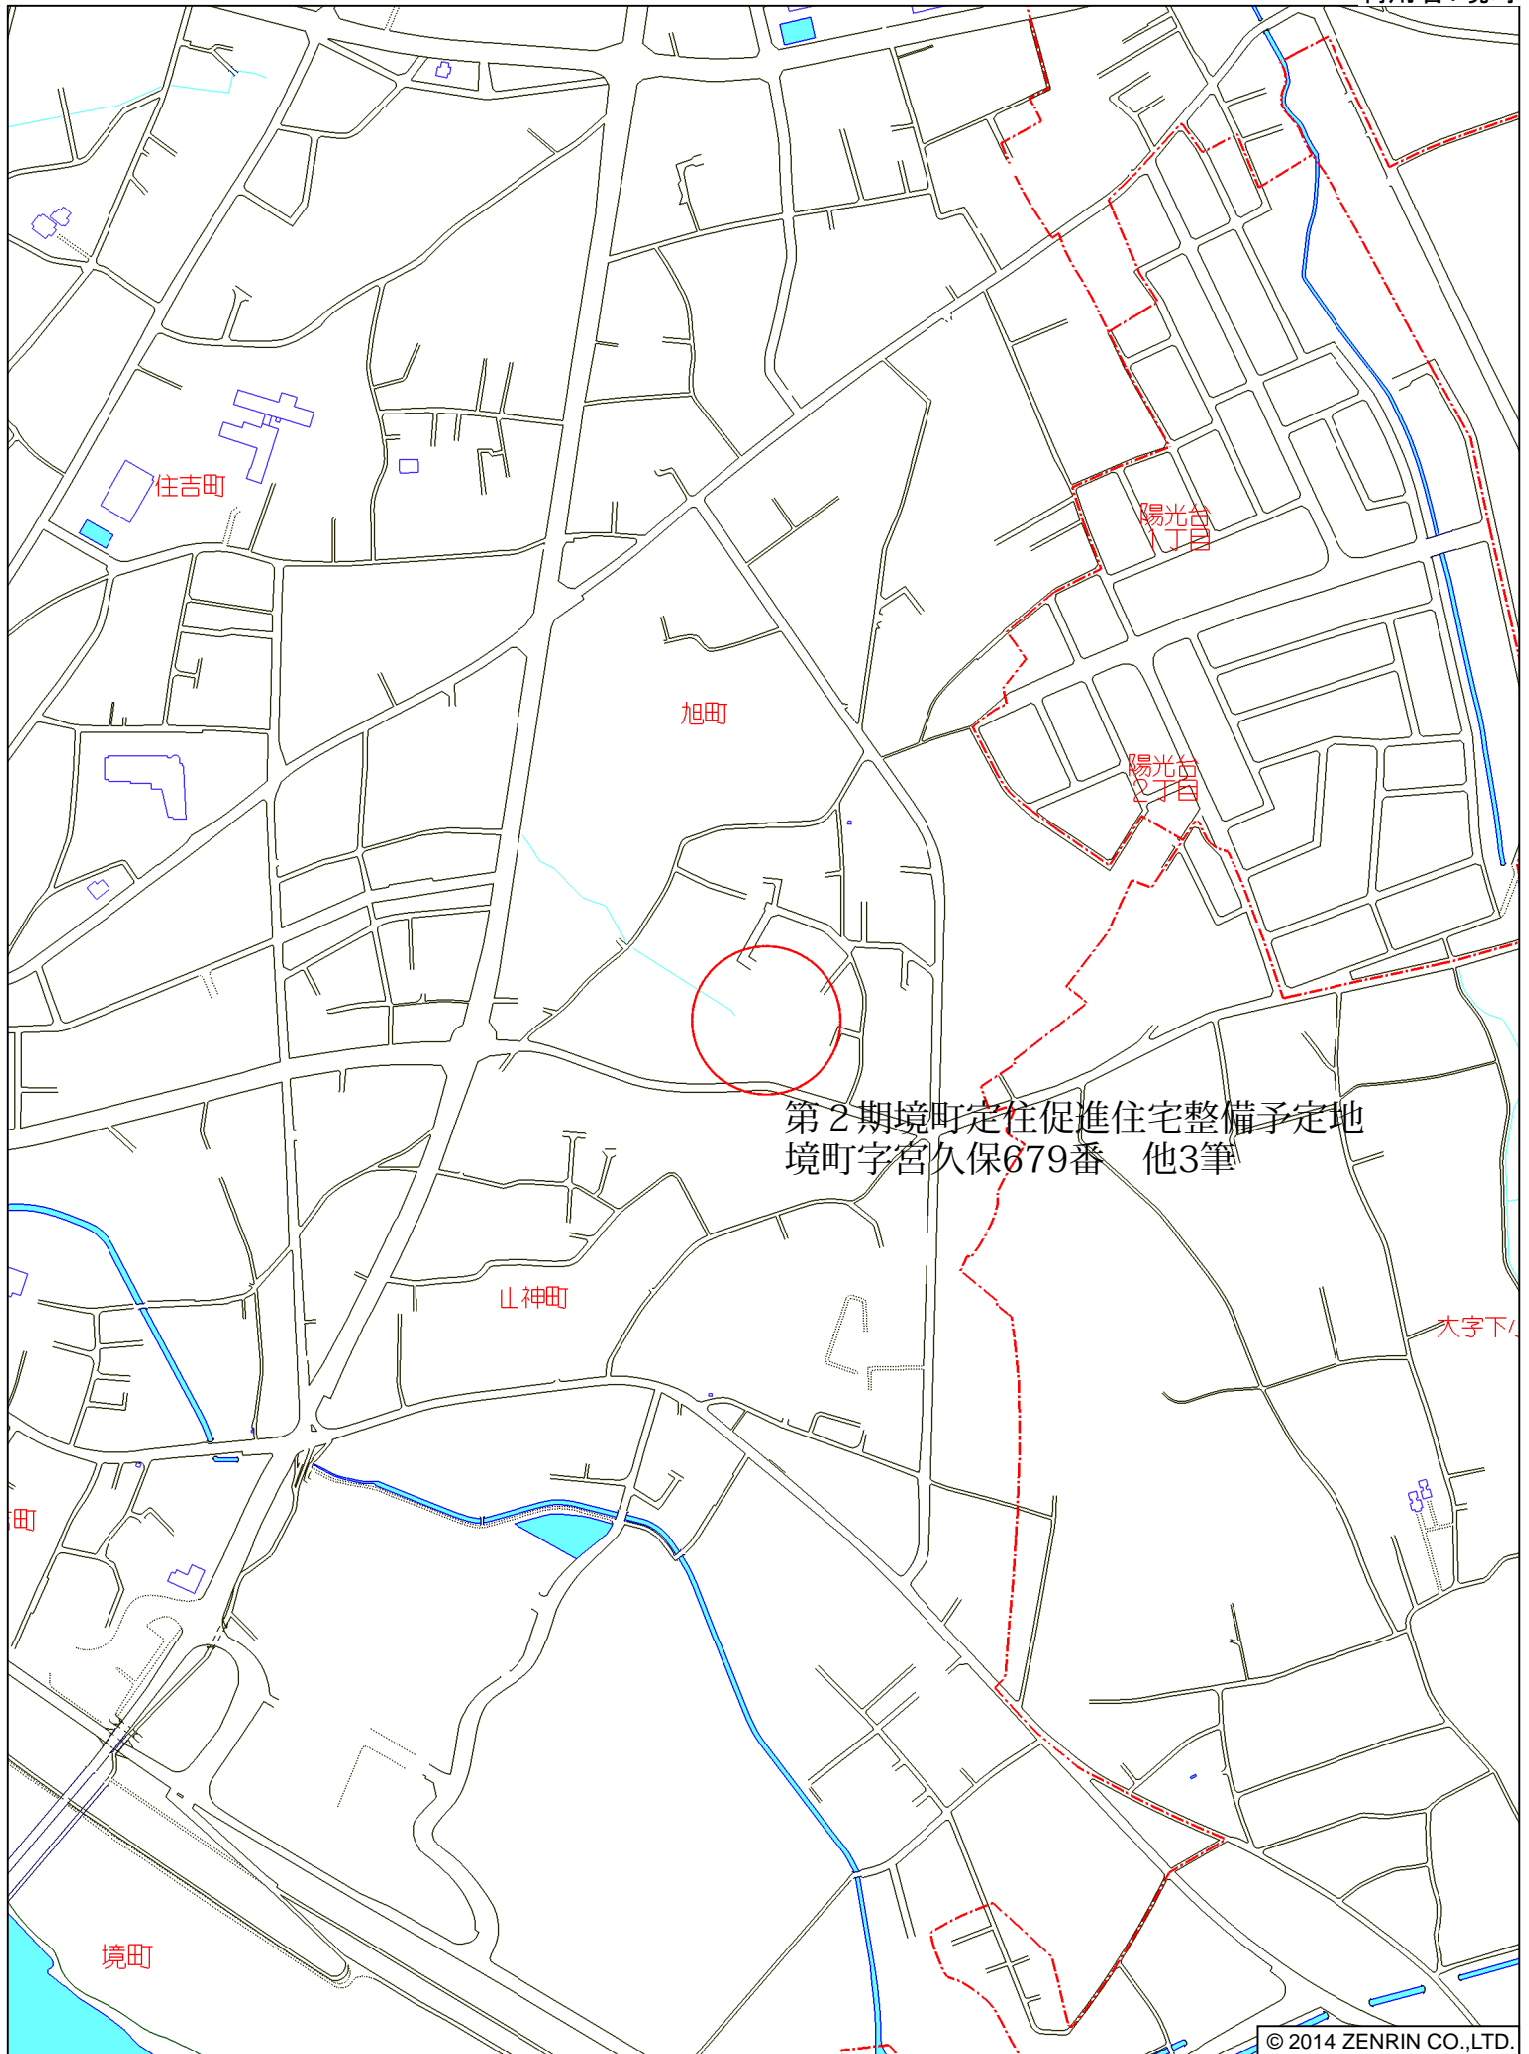 住吉町
陽光台
1丁目
旭町
陽光台
2丁目
第2期境町定住促進住宅整備予定地
境町字宮久保679番 他3筆
山神町
大字下
町
境町
© 2014 ZENRIN CO.,LTD.